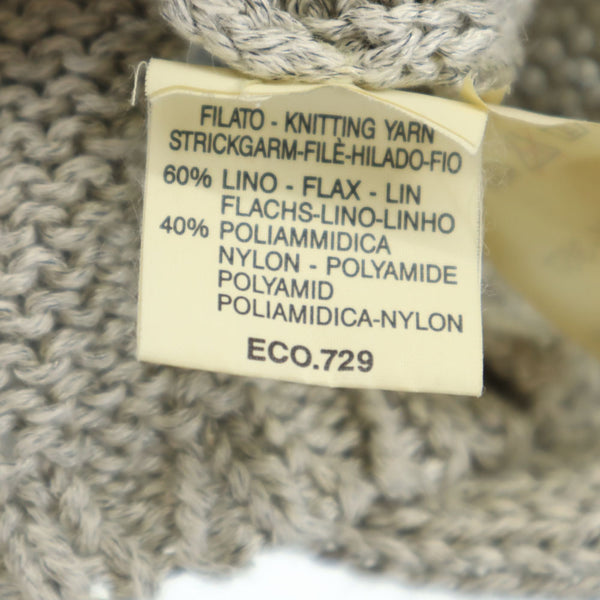 FILATO - KNITTING YARN
STRICKGARM-FILÈ-HILADO-FIO
60% LINO - FLAX - LIN
FLACHS-LINO-LINHO
40% POLIAMMIDICA
NYLON - POLYAMIDE
POLYAMID
POLIAMIDICA-NYLON
ECO.729